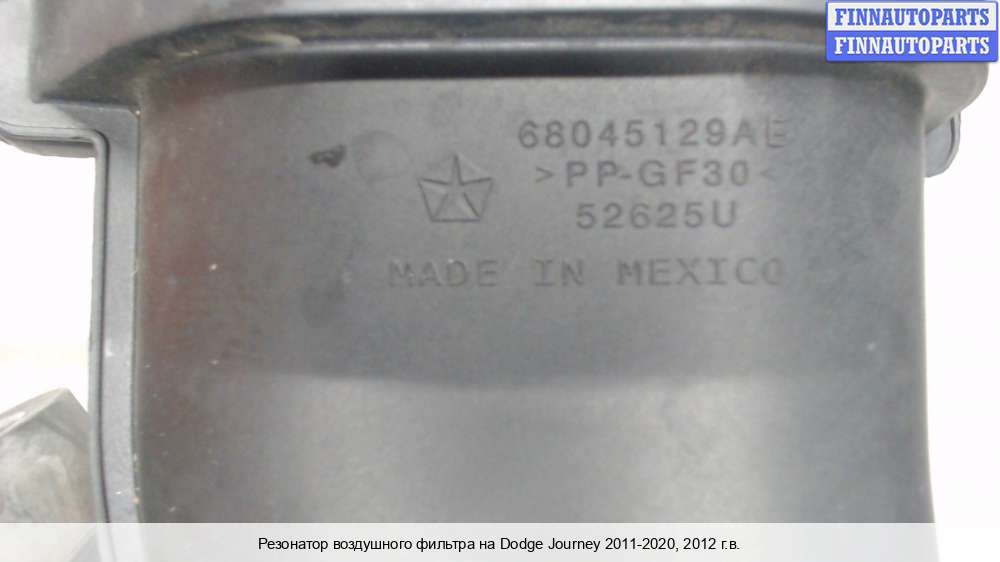 FINNAUTOPARTS
FINNAUTOPARTS
68045129AE
>PP-GF30<
52625U
MADE IN MEXICO
Резонатор воздушного фильтра на Dodge Journey 2011-2020, 2012 г.в.